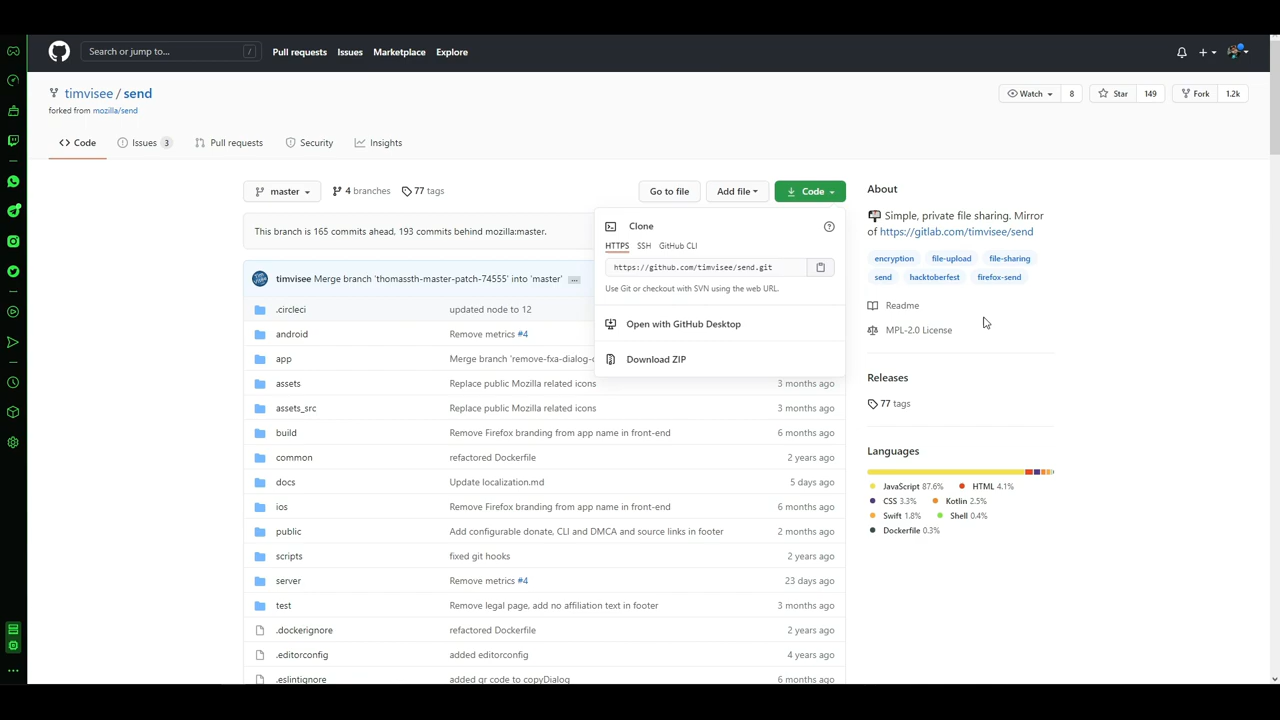 Search or jump to... /
Pull requests Issues Marketplace Explore
timvisee / send
forked from mozilla/send
Watch 8 Star 149 Fork 1.2k
Code Issues 3 Pull requests Security Insights
master 4 branches 77 tags Go to file Add file Code
This branch is 165 commits ahead, 193 commits behind mozilla:master.
timvisee Merge branch 'thomassth-master-patch-74555' into 'master' ...
Clone
HTTPS SSH GitHub CLI
https://github.com/timvisee/send.git
Use Git or checkout with SVN using the web URL.
Open with GitHub Desktop
Download ZIP
.circleci updated node to 12
android Remove metrics #4
app Merge branch 'remove-fxa-dialog-c
assets Replace public Mozilla related icons 3 months ago
assets_src Replace public Mozilla related icons 3 months ago
build Remove Firefox branding from app name in front-end 6 months ago
common refactored Dockerfile 2 years ago
docs Update localization.md 5 days ago
ios Remove Firefox branding from app name in front-end 6 months ago
public Add configurable donate, CLI and DMCA and source links in footer 2 months ago
scripts fixed git hooks 2 years ago
server Remove metrics #4 23 days ago
test Remove legal page, add no affiliation text in footer 3 months ago
.dockerignore refactored Dockerfile 2 years ago
.editorconfig added editorconfig 4 years ago
.eslintignore added qr code to copyDialog 6 months ago
About
Simple, private file sharing. Mirror
of https://gitlab.com/timvisee/send
encryption file-upload file-sharing
send hacktoberfest firefox-send
Readme
MPL-2.0 License
Releases
77 tags
Languages
JavaScript 87.6% HTML 4.1%
CSS 3.3% Kotlin 2.5%
Swift 1.8% Shell 0.4%
Dockerfile 0.3%